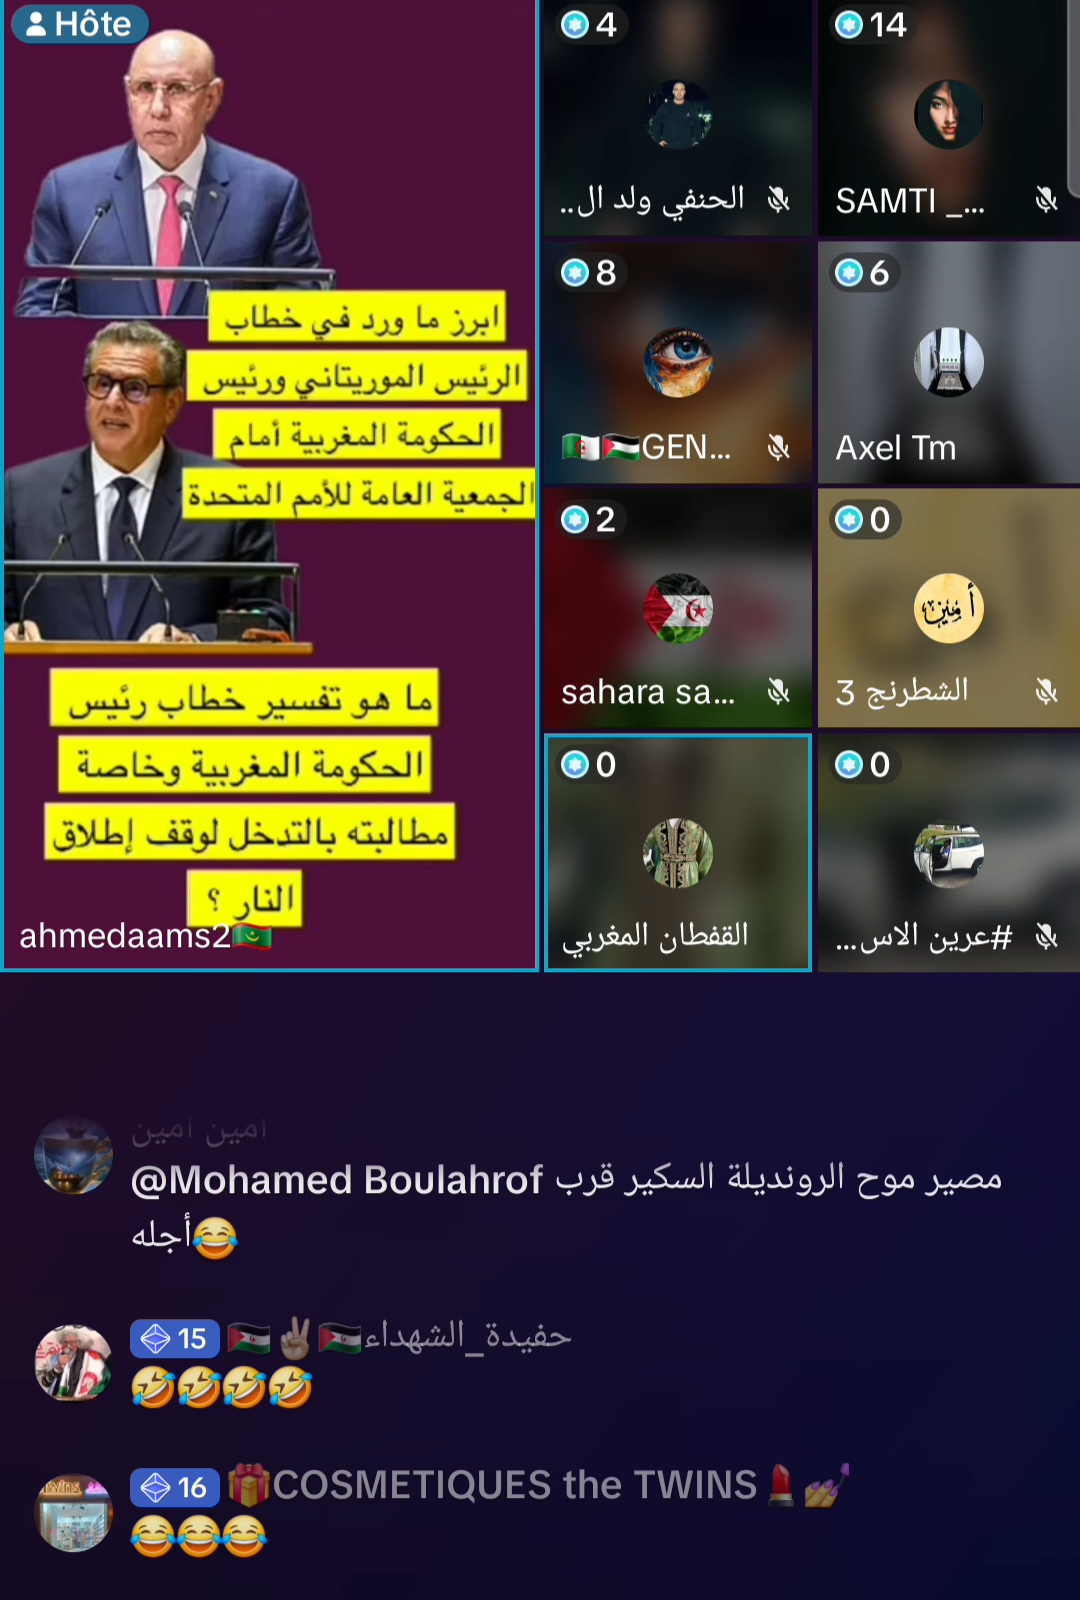 Hôte
ابرز ما ورد في خطاب
الرئيس الموريتاني ورئيس
الحكومة المغربية أمام
الجمعية العامة للأمم المتحدة
ما هو تفسير خطاب رئيس
الحكومة المغربية وخاصة
مطالبته بالتدخل لوقف إطلاق
النار ؟
ahmedaams2🇲🇷
4
الحنفي ولد ال..
14
SAMTI _...
8
🇩🇿🇵🇸GEN...
6
Axel Tm
2
sahara sa...
0
أمين
الشطرنج 3
0
القفطان المغربي
0
#عرين الاس...
امين امين
@Mohamed Boulahrof مصير موح الرونديلة السكير قرب
أجله😂
15 🇪🇭✌🏽🇪🇭حفيدة_الشهداء
🤣🤣🤣🤣
16 🎁COSMETIQUES the TWINS💄💅
😂😂😂